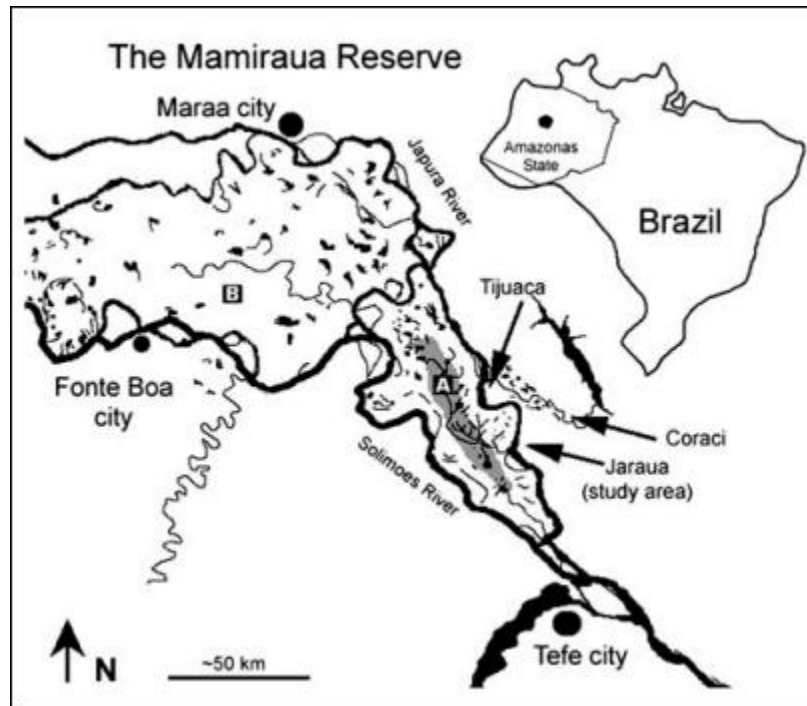 The Mamiraua Reserve
Maraa city
Japura River
Amazonas
State
Brazil
Tijuaca
B
A
Fonte Boa
city
Coraci
Solimoes River
Jaraua
(study area)
N
~50 km
Tefe city